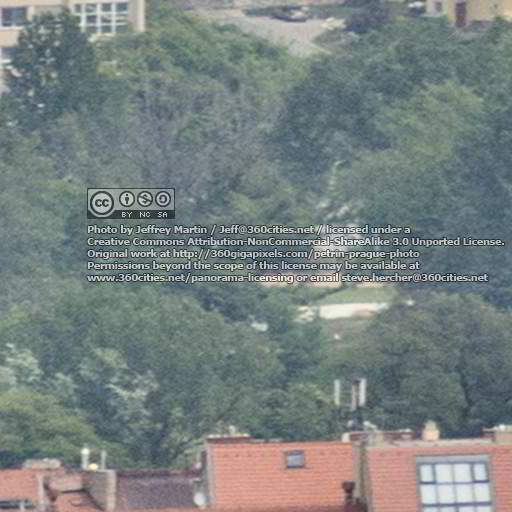 cc
BY NC SA
Photo by Jeffrey Martin / Jeff@360cities.net / licensed under a
Creative Commons Attribution-NonCommercial-ShareAlike 3.0 Unported License.
Original work at http://360gigapixels.com/petrin-prague-photo
Permissions beyond the scope of this license may be available at
www.360cities.net/panorama-licensing or email steve.hercher@360cities.net